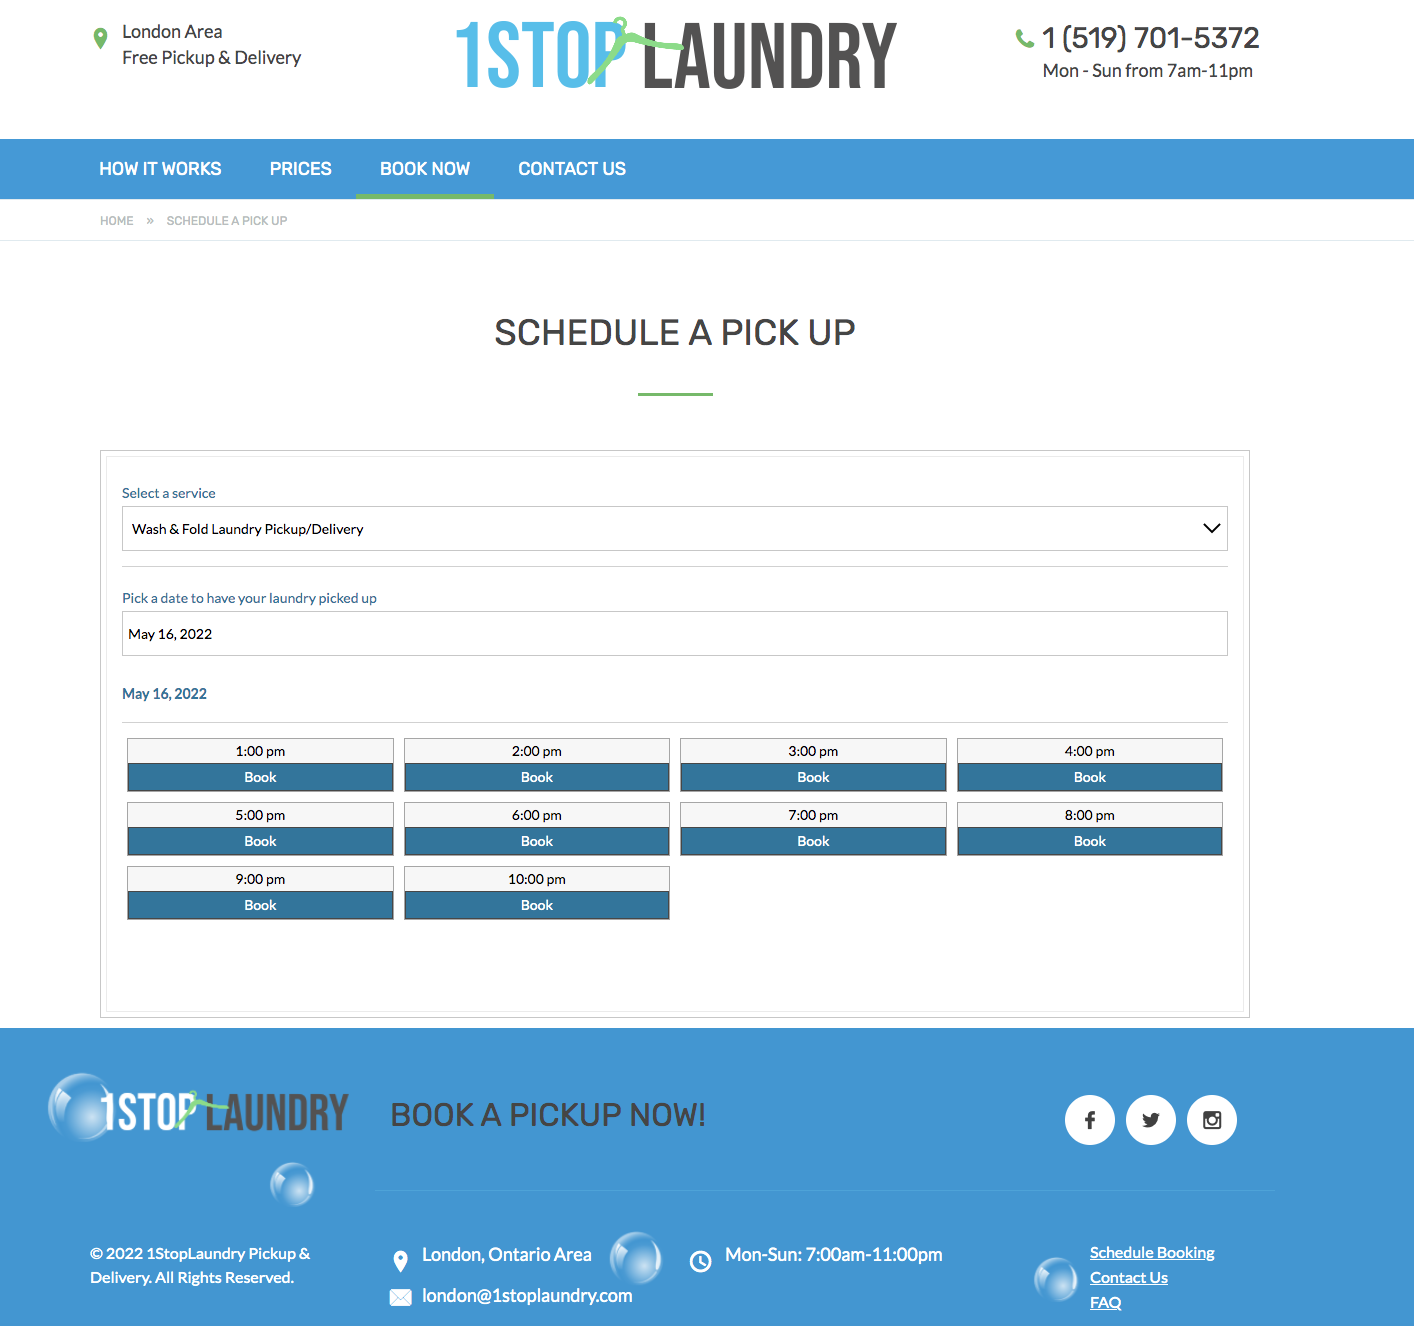 London Area
Free Pickup & Delivery
1STOP LAUNDRY
1 (519) 701-5372
Mon - Sun from 7am-11pm
HOW IT WORKS PRICES BOOK NOW CONTACT US
HOME » SCHEDULE A PICK UP
SCHEDULE A PICK UP
Select a service
Wash & Fold Laundry Pickup/Delivery
Pick a date to have your laundry picked up
May 16, 2022
May 16, 2022
1:00 pm 2:00 pm 3:00 pm 4:00 pm
Book Book Book Book
5:00 pm 6:00 pm 7:00 pm 8:00 pm
Book Book Book Book
9:00 pm 10:00 pm
Book Book
1STOP LAUNDRY
BOOK A PICKUP NOW!
© 2022 1StopLaundry Pickup &
Delivery. All Rights Reserved.
London, Ontario Area
london@1stoplaundry.com
Mon-Sun: 7:00am-11:00pm
Schedule Booking
Contact Us
FAQ